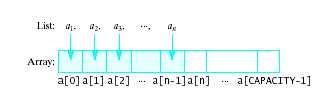 List: a₁, a₂, a₃, ..., aₙ
Array:
a[0] a[1] a[2] ... a[n-1] a[n] ... a[CAPACITY-1]